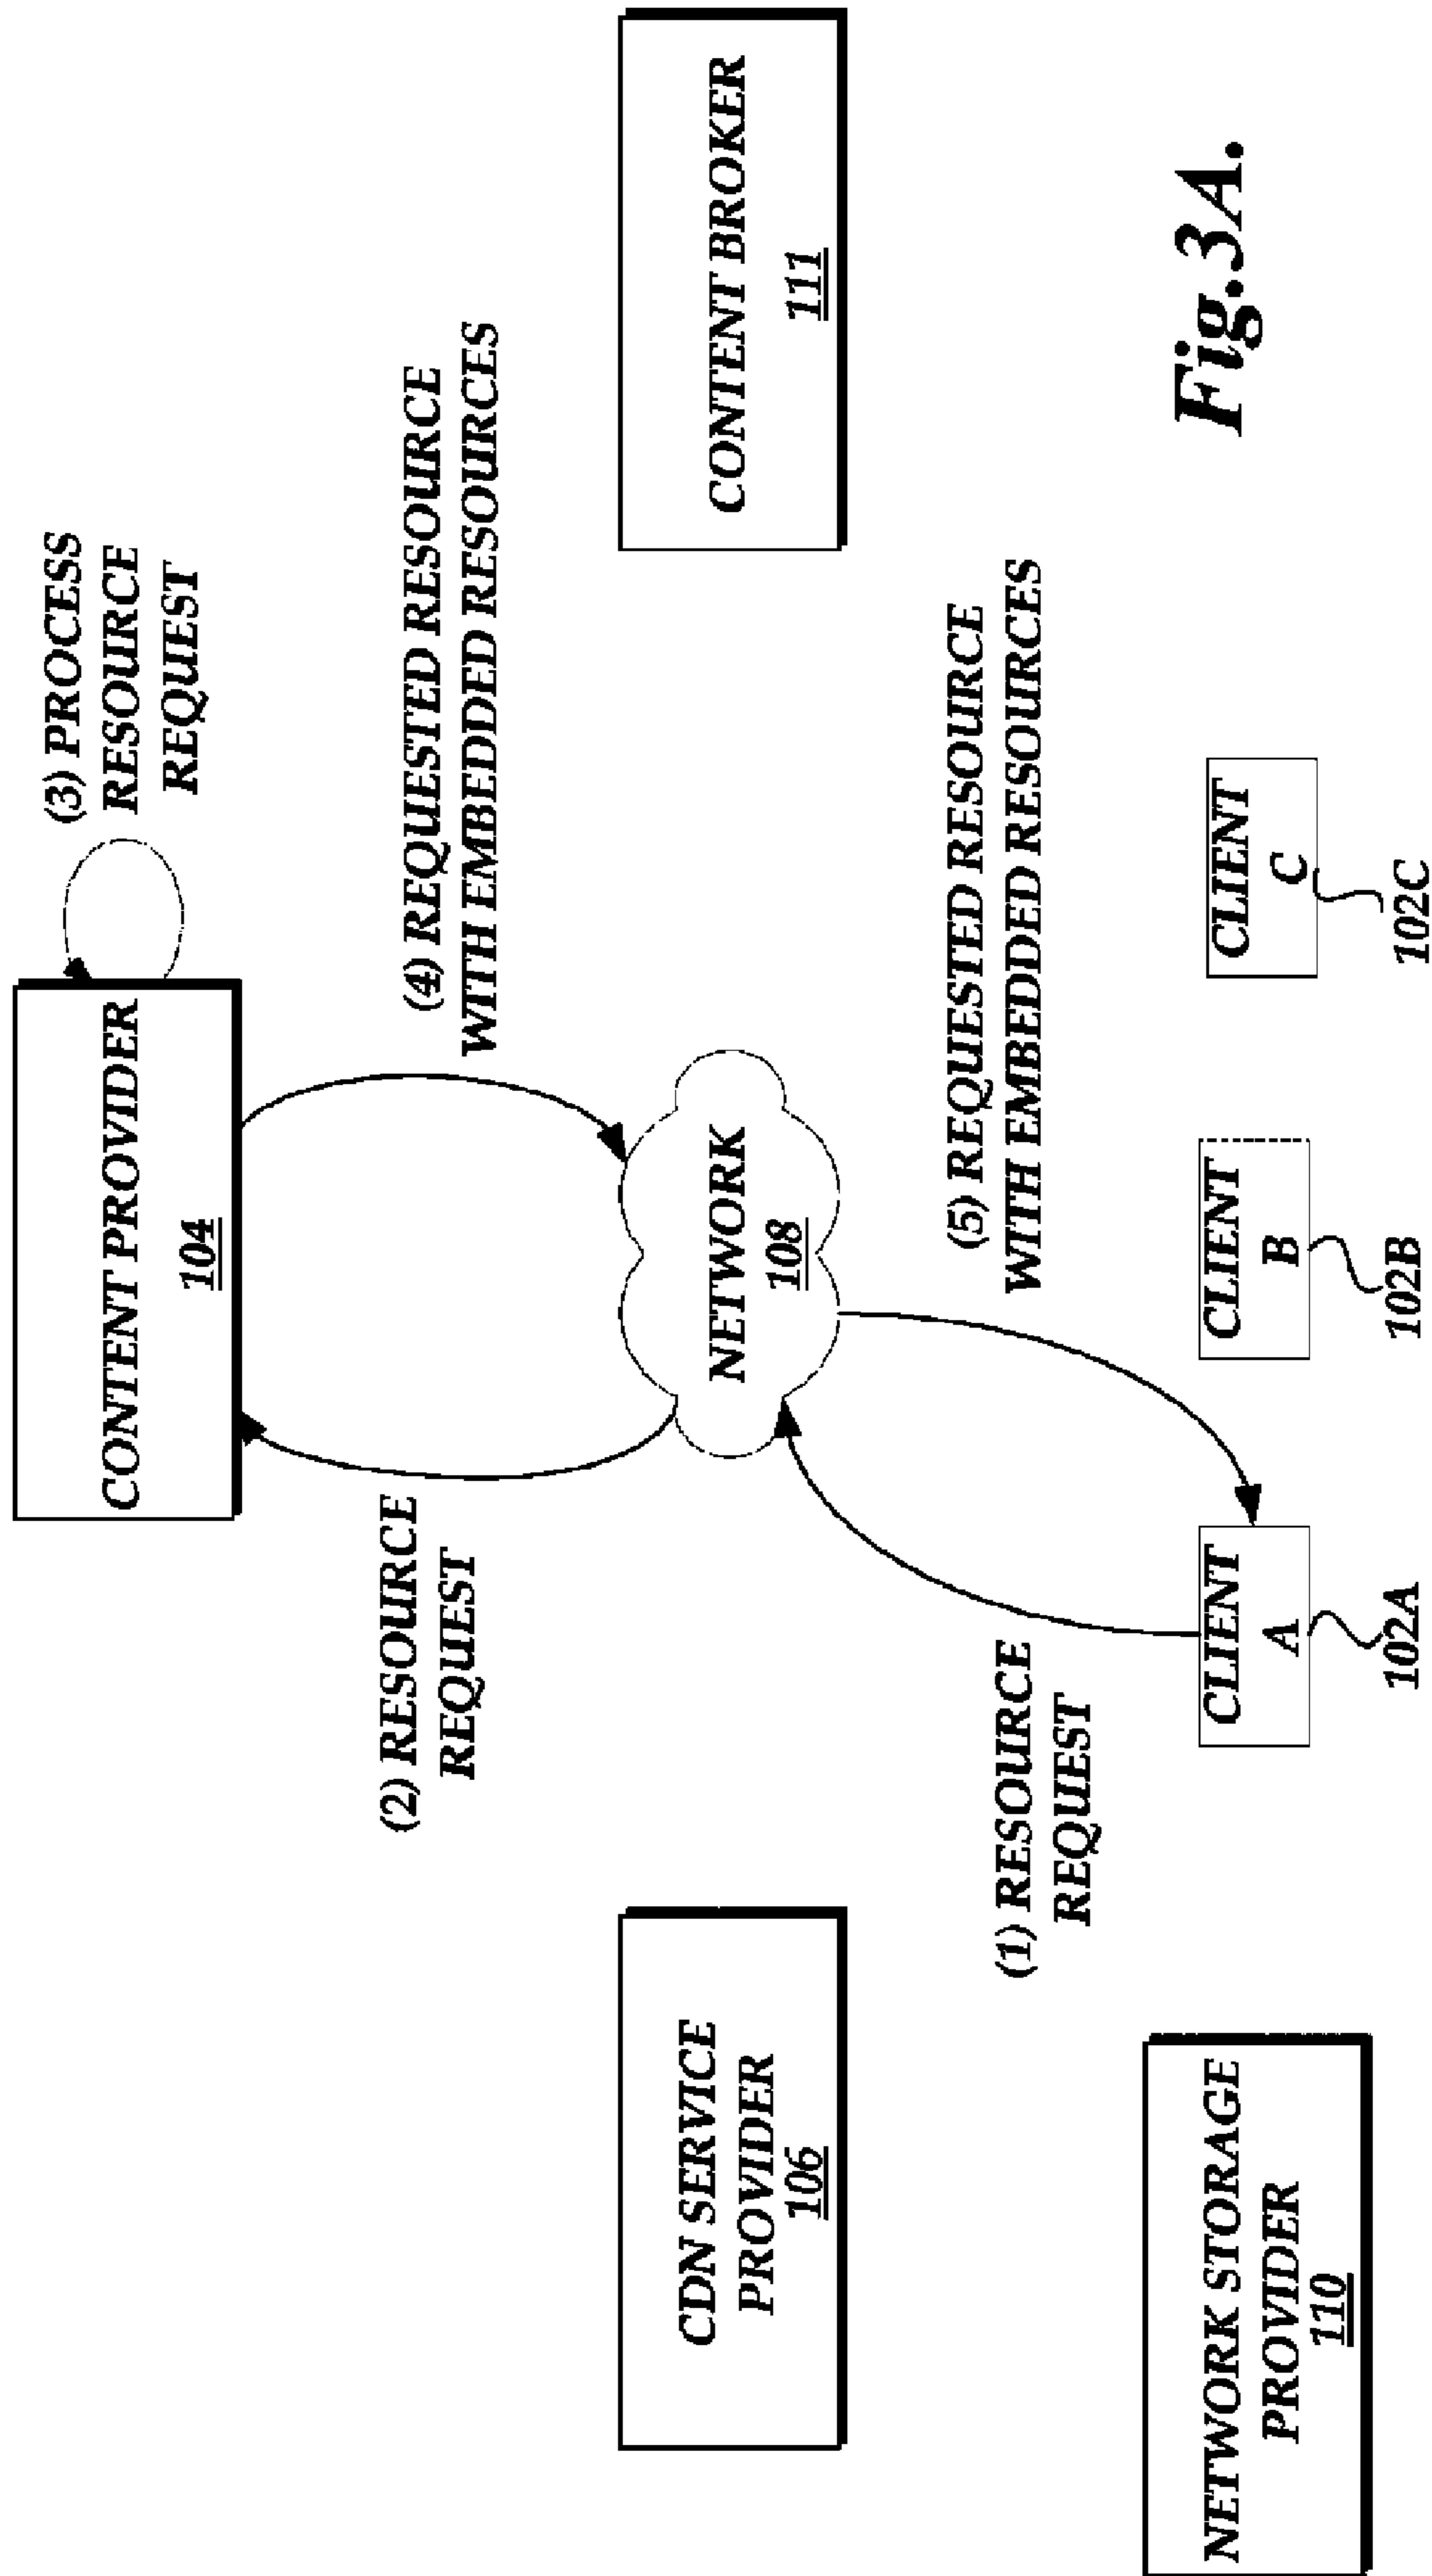 CONTENT PROVIDER
104
(3) PROCESS
RESOURCE
REQUEST
(2) RESOURCE
REQUEST
(4) REQUESTED RESOURCE
WITH EMBEDDED RESOURCES
CDN SERVICE
PROVIDER
106
NETWORK
108
CONTENT BROKER
111
(1) RESOURCE
REQUEST
(5) REQUESTED RESOURCE
WITH EMBEDDED RESOURCES
NETWORK STORAGE
PROVIDER
110
CLIENT
A
102A
CLIENT
B
102B
CLIENT
C
102C
Fig.3A.